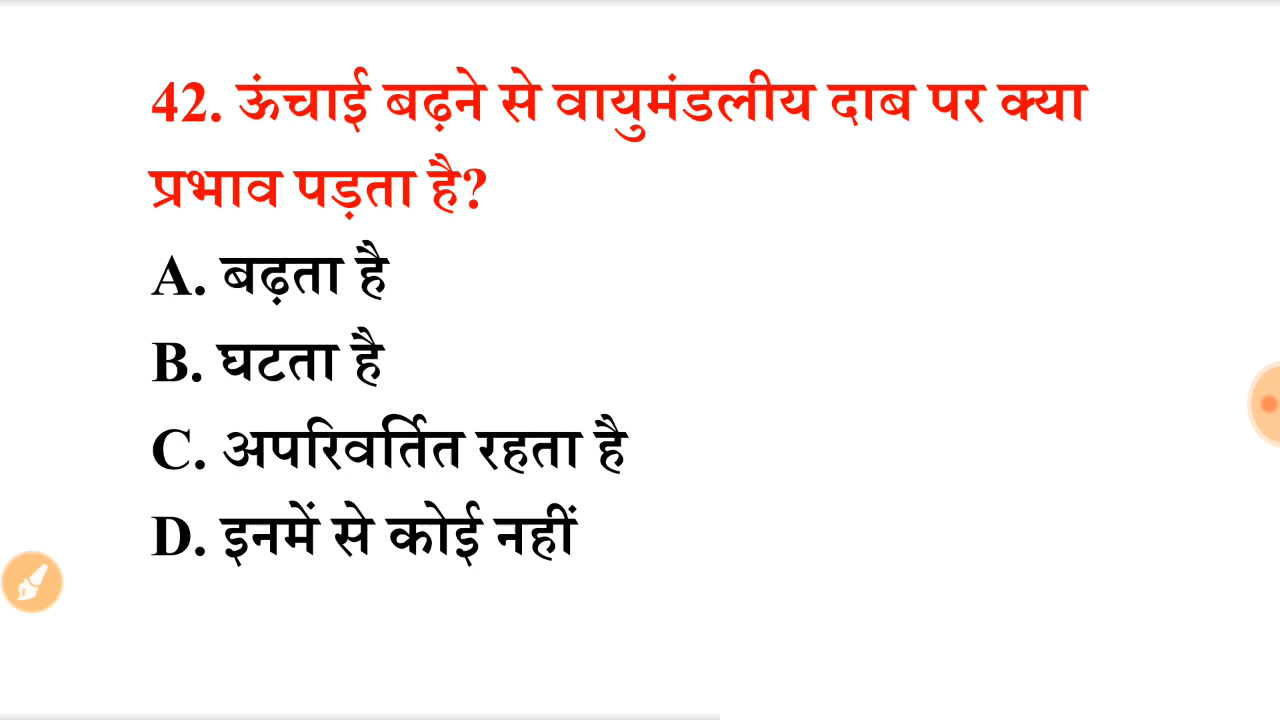 42. ऊंचाई बढ़ने से वायुमंडलीय दाब पर क्या
प्रभाव पड़ता है?
A. बढ़ता है
B. घटता है
C. अपरिवर्तित रहता है
D. इनमें से कोई नहीं